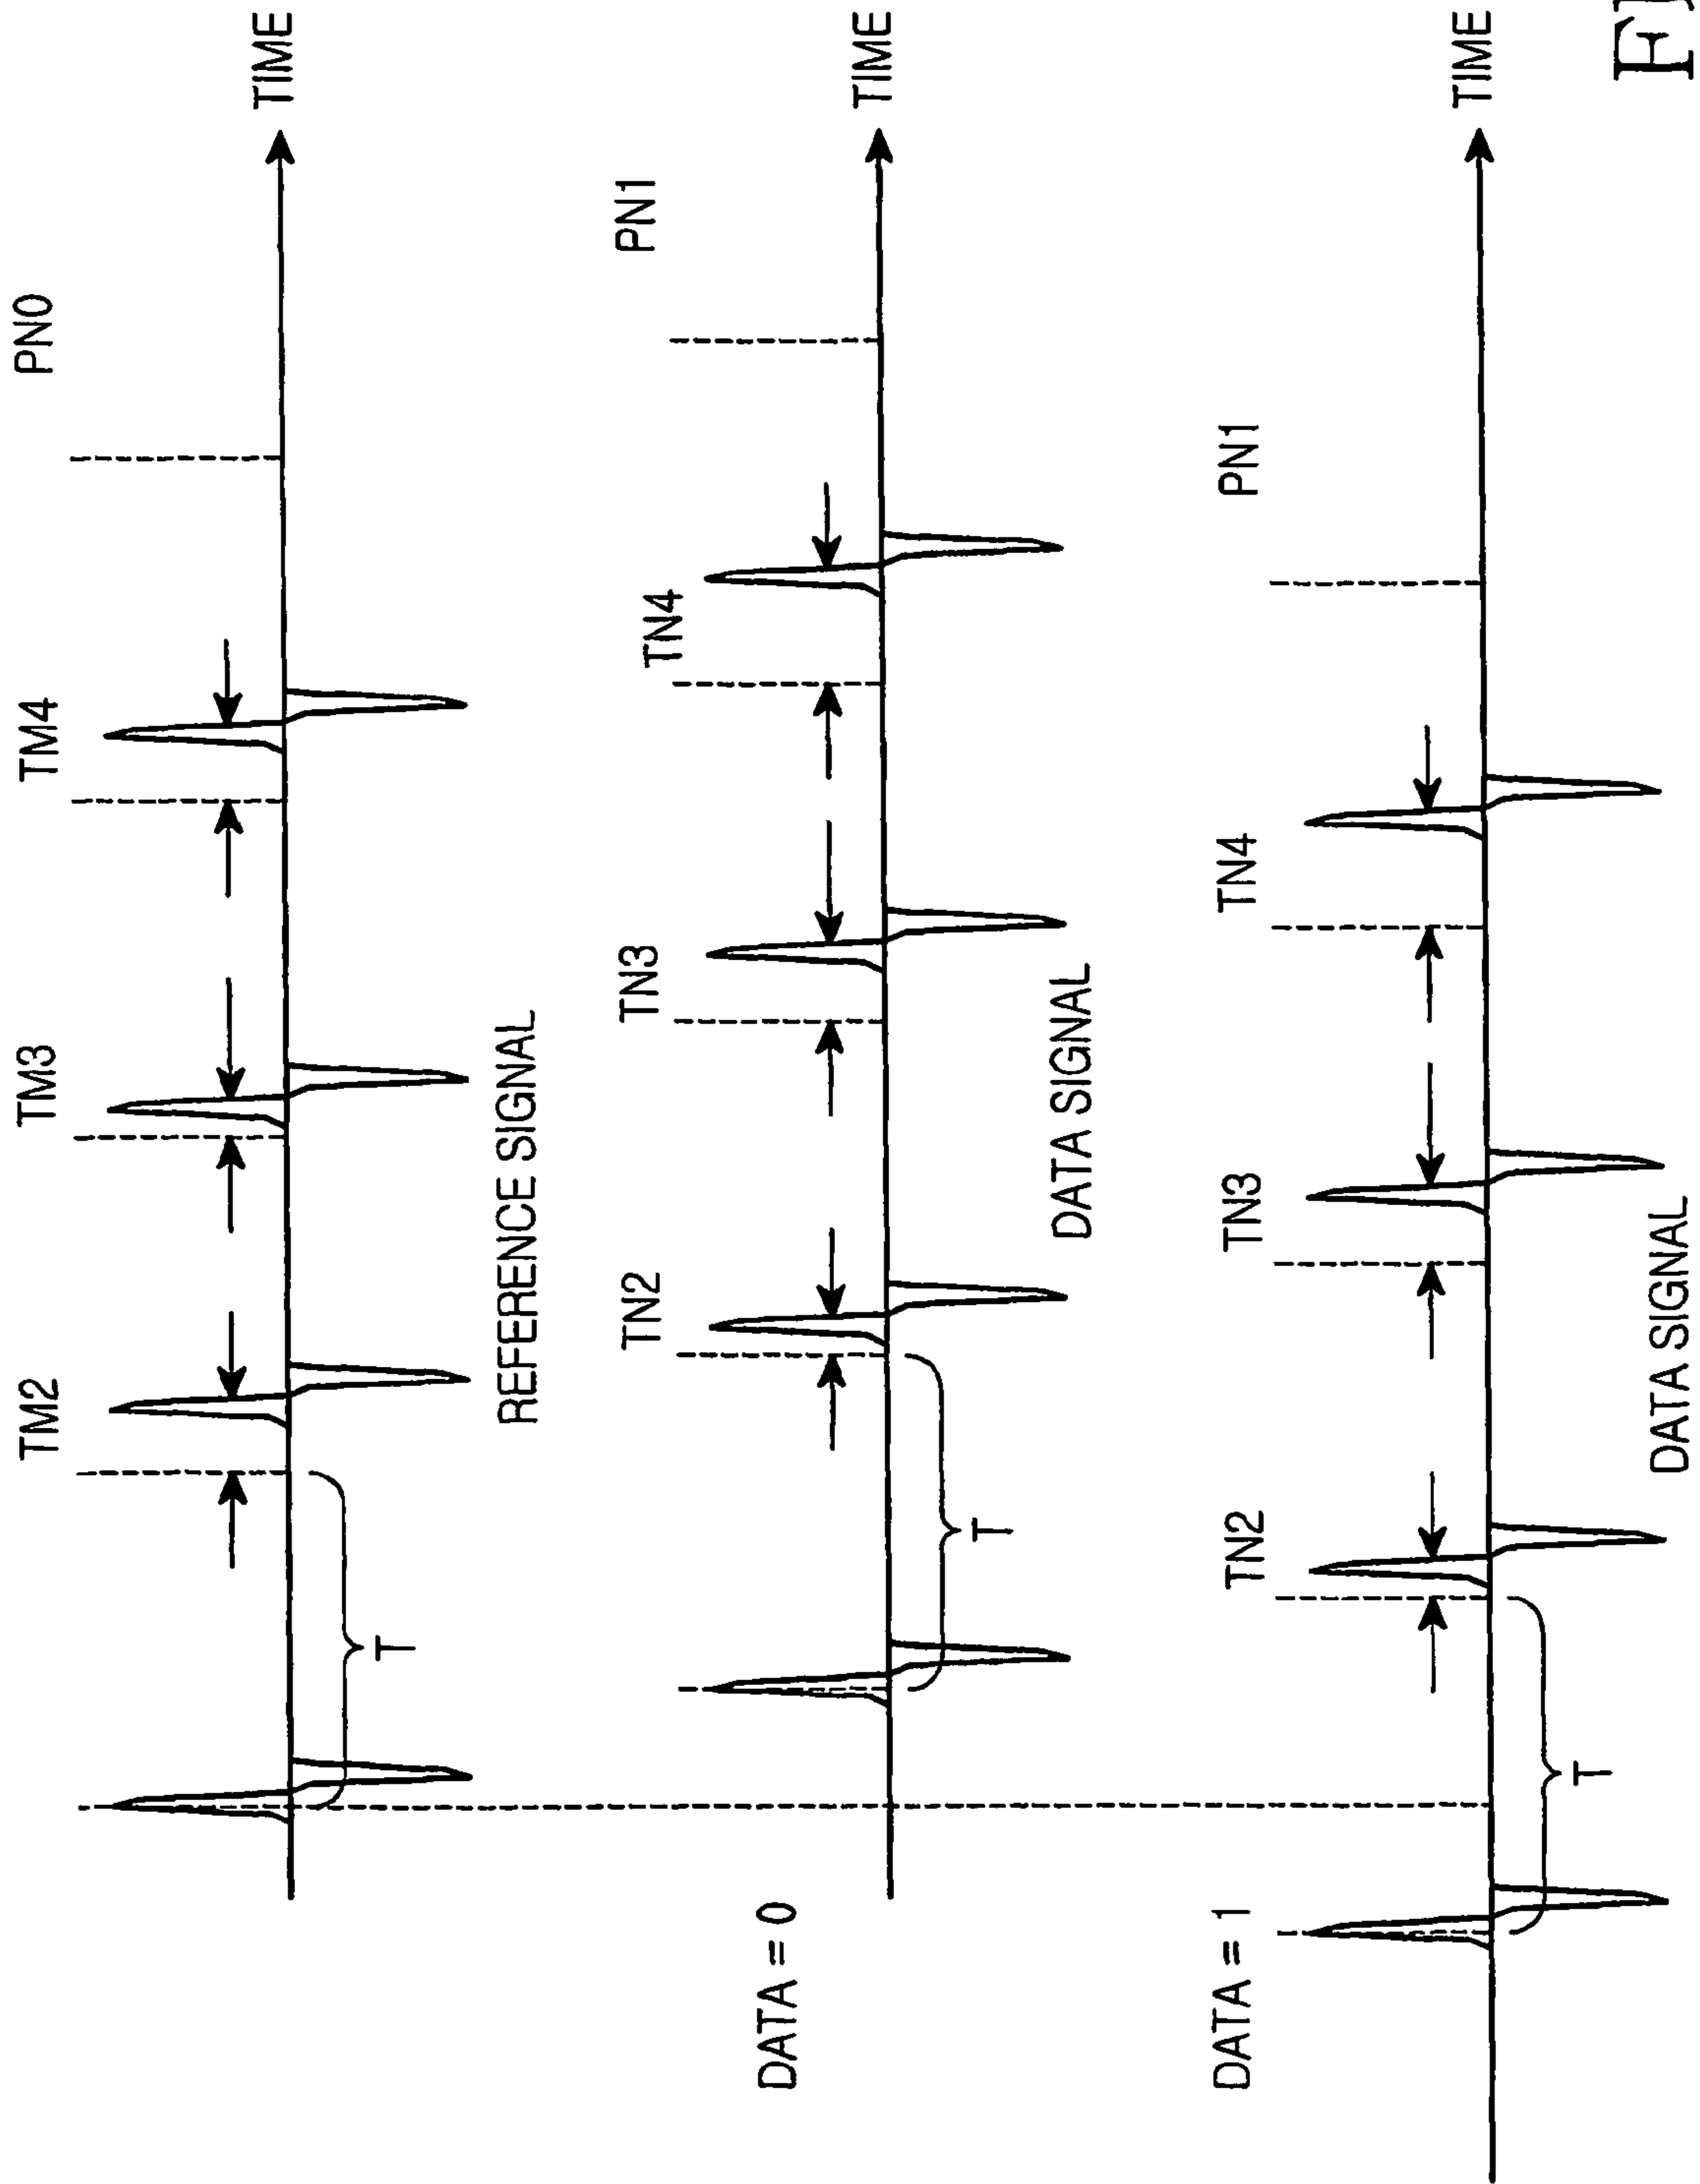 PN0
TM2
TM3
TM4
TIME
T
REFERENCE SIGNAL
DATA = 0
PN1
TN2
TN3
TN4
TIME
T
DATA SIGNAL
DATA = 1
PN1
TN2
TN3
TN4
TIME
T
DATA SIGNAL